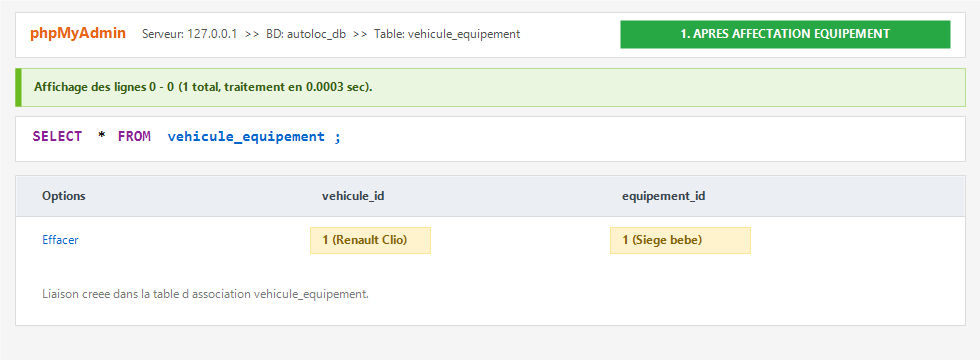 phpMyAdmin Serveur: 127.0.0.1 >> BD: autoloc_db >> Table: vehicule_equipement 1. APRES AFFECTATION EQUIPEMENT
Affichage des lignes 0 - 0 (1 total, traitement en 0.0003 sec).
SELECT * FROM vehicule_equipement ;
Options vehicule_id equipement_id
Effacer 1 (Renault Clio) 1 (Siege bebe)
Liaison creee dans la table d association vehicule_equipement.